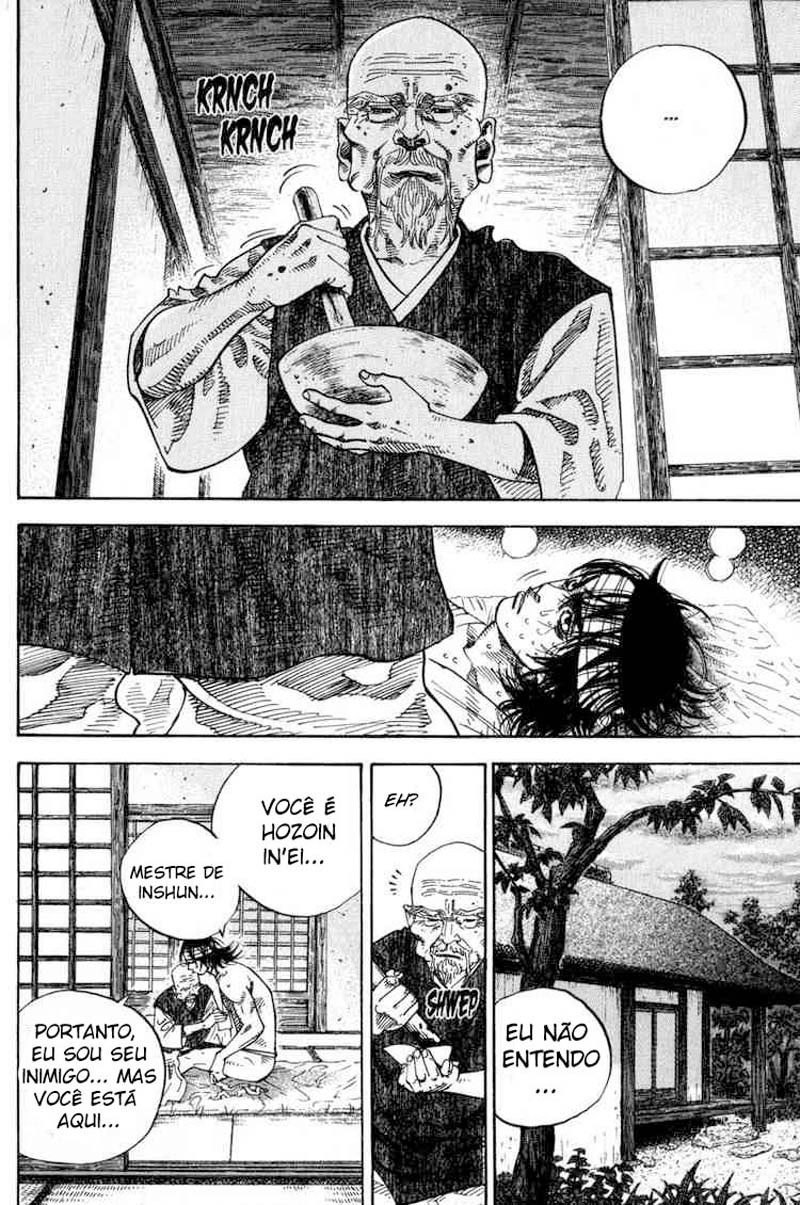 ...
KRNCH
KRNCH
EU NÃO
ENTENDO
...
EH?
SHWEP
VOCÊ É
HOZOIN
IN'EI...
MESTRE DE
INSHUN...
PORTANTO,
EU SOU SEU
INIMIGO... MAS
VOCÊ ESTÁ
AQUI...